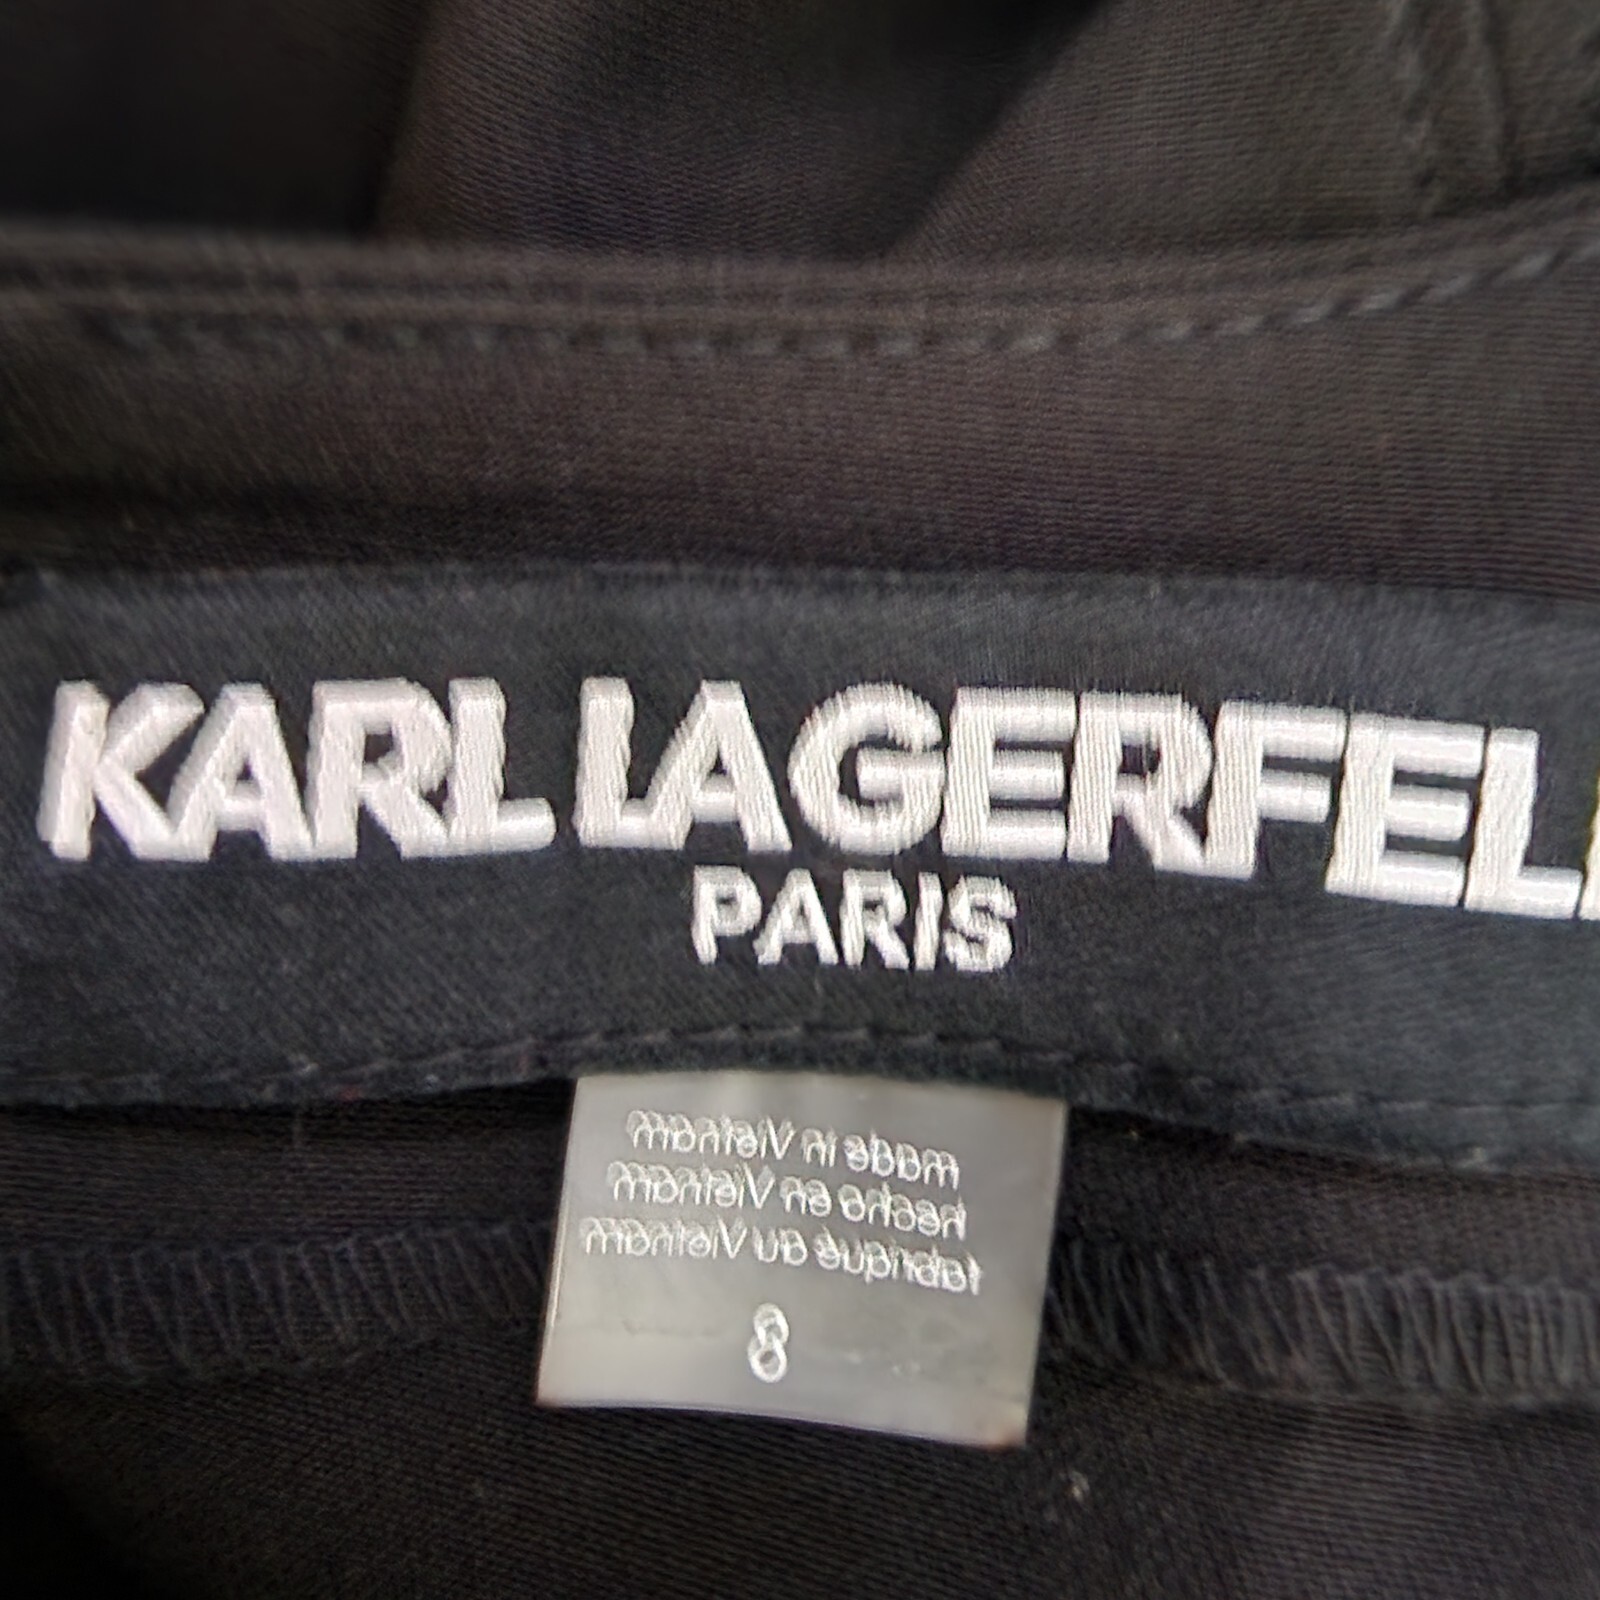 KARL LAGERFEL
PARIS
made in Vietnam
hecho en Vietnam
fabriqué au Vietnam
8